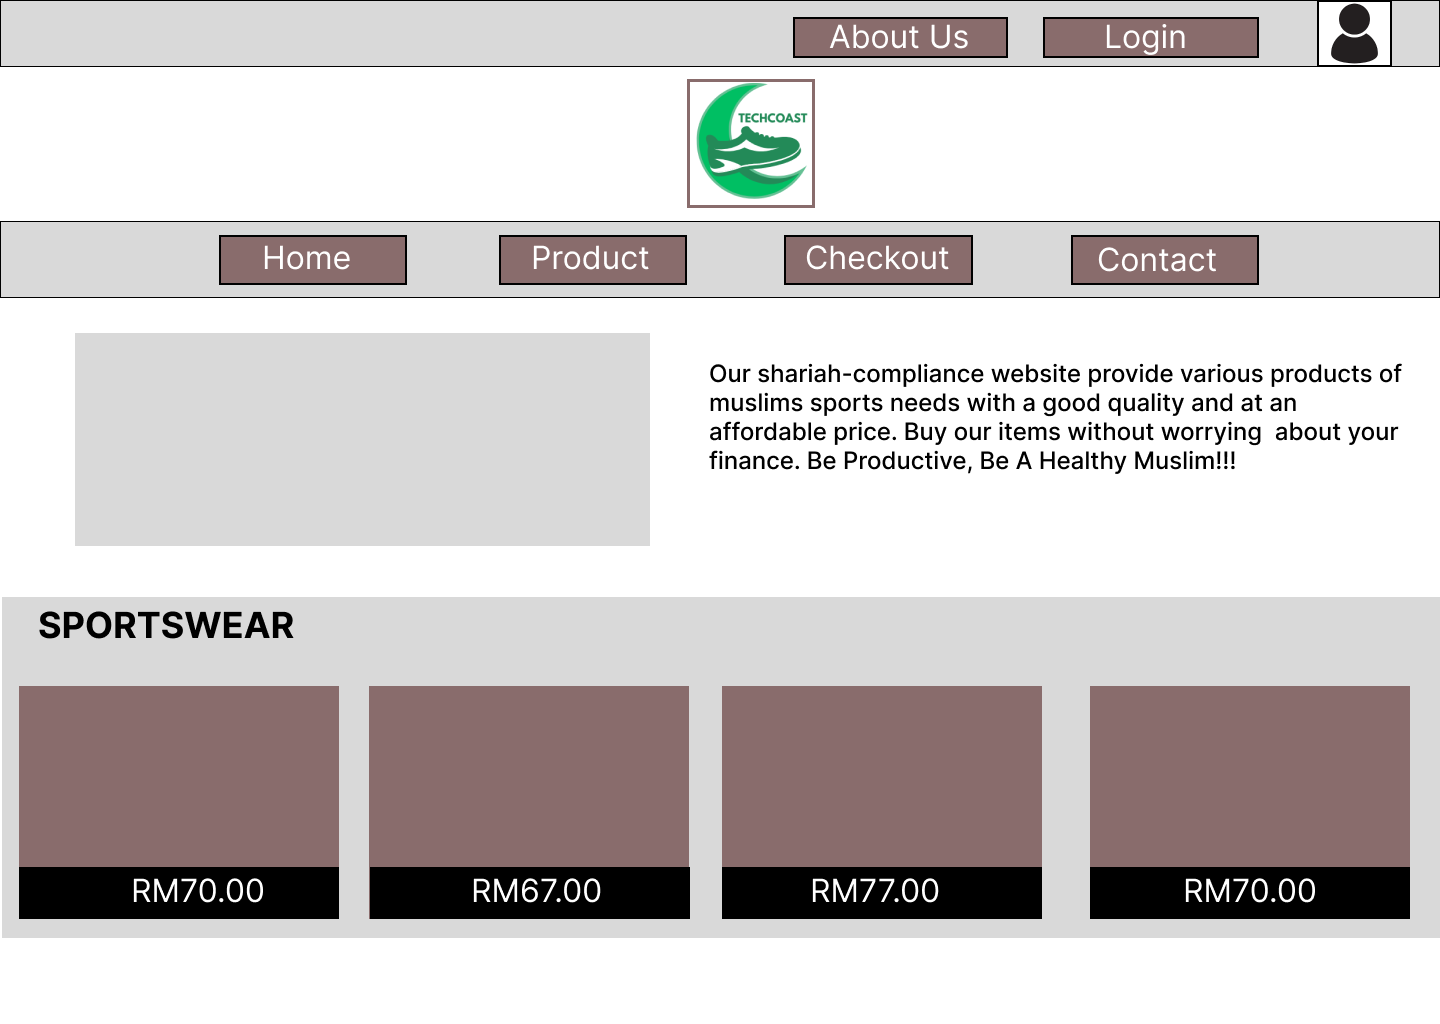 About Us
Login
TECHCOAST
Home
Product
Checkout
Contact
Our shariah-compliance website provide various products of
muslims sports needs with a good quality and at an
affordable price. Buy our items without worrying  about your
finance. Be Productive, Be A Healthy Muslim!!!
SPORTSWEAR
RM70.00
RM67.00
RM77.00
RM70.00